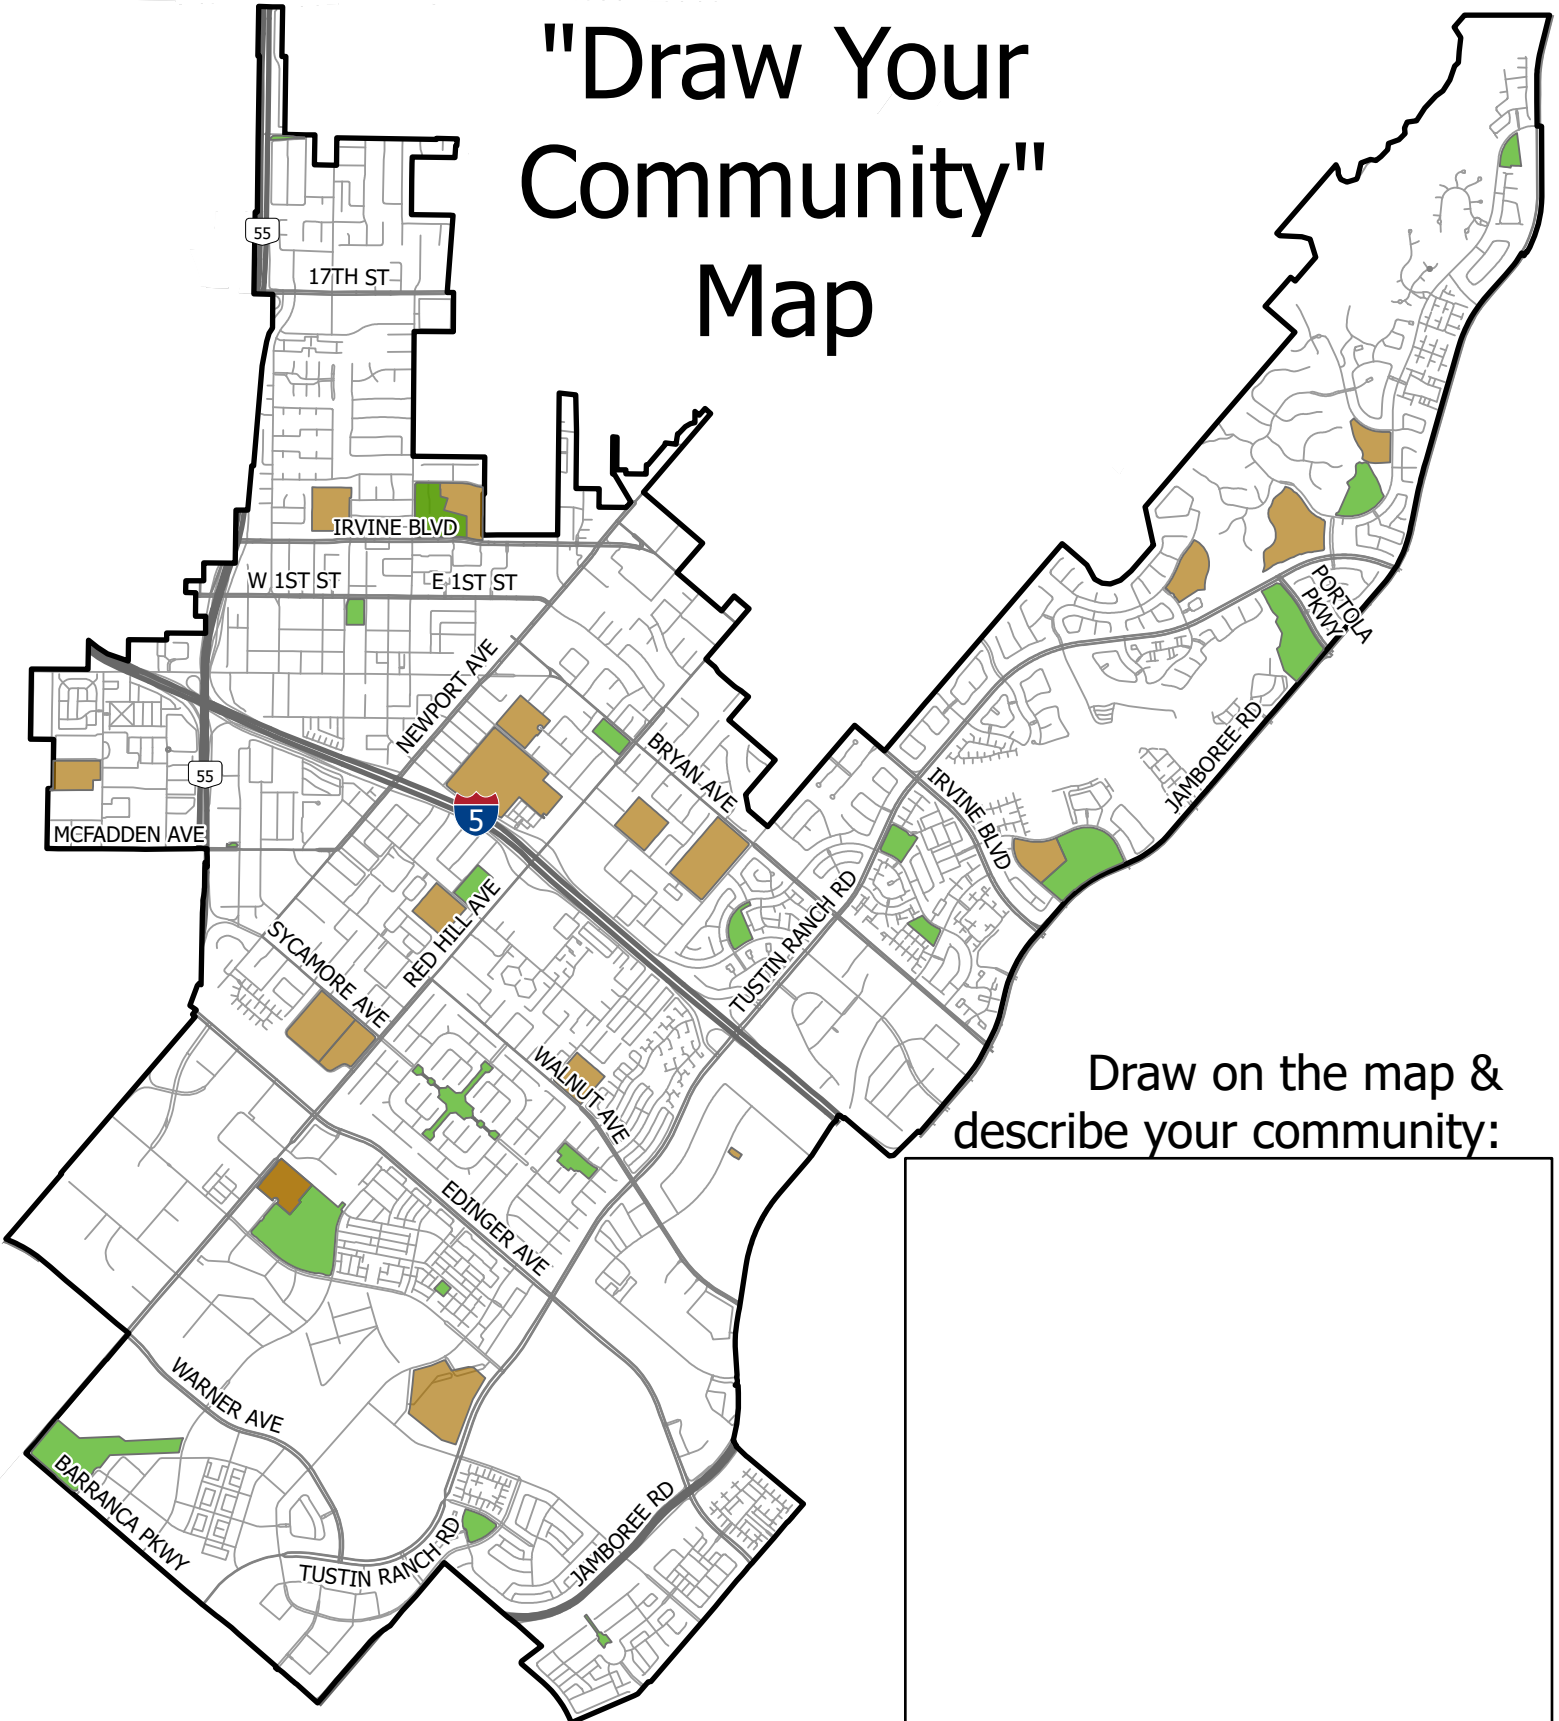 "Draw Your
Community"
Map
55
17TH ST
IRVINE BLVD
W 1ST ST
E 1ST ST
PORTOLA
PKWY
NEWPORT AVE
BRYAN AVE
JAMBOREE RD
55
IRVINE BLVD
5
MCFADDEN AVE
TUSTIN RANCH RD
RED HILL AVE
SYCAMORE AVE
WALNUT AVE
Draw on the map &
describe your community:
EDINGER AVE
WARNER AVE
BARRANCA PKWY
TUSTIN RANCH RD
JAMBOREE RD